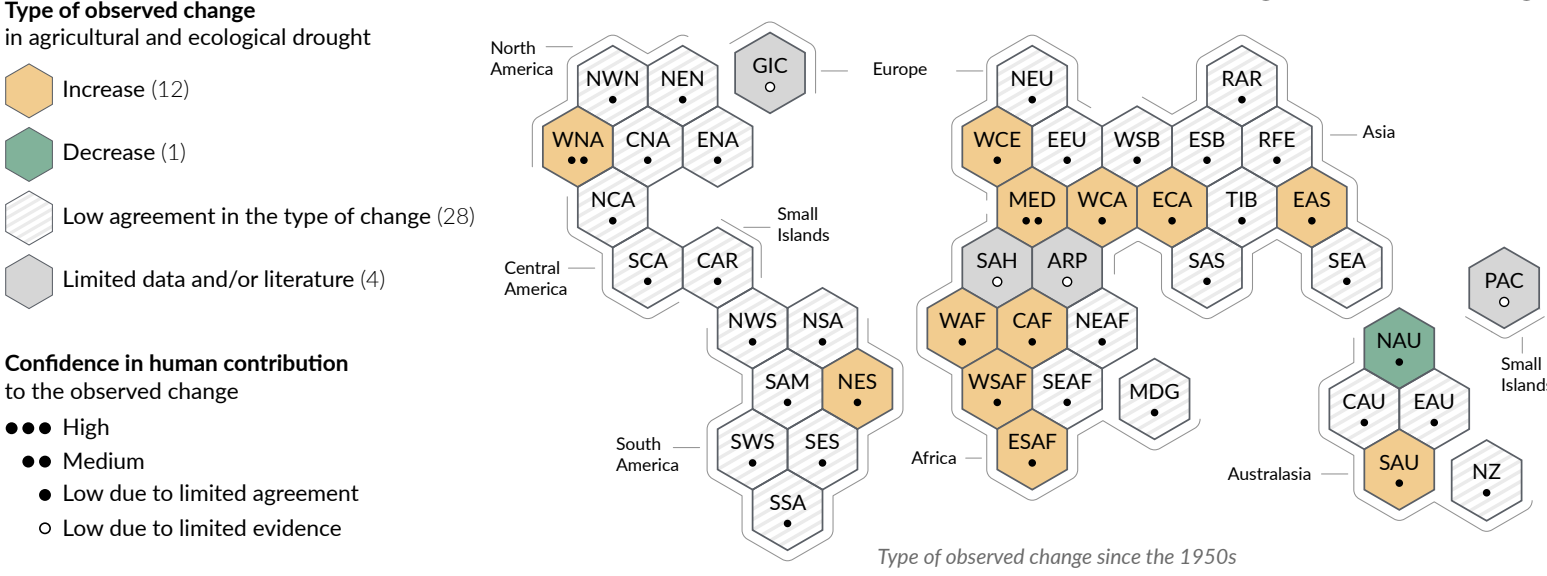 Type of observed change
in agricultural and ecological drought
Increase (12)
Decrease (1)
Low agreement in the type of change (28)
Limited data and/or literature (4)
Confidence in human contribution
to the observed change
High
Medium
Low due to limited agreement
Low due to limited evidence
North
America
GIC
Europe
NWN
NEN
NEU
RAR
WNA
CNA
ENA
WCE
EEU
WSB
ESB
RFE
Asia
NCA
MED
WCA
ECA
TIB
EAS
Small
Islands
Central
America
SCA
CAR
SAH
ARP
SAS
SEA
PAC
NWS
NSA
WAF
CAF
NEAF
NAU
Small
SAM
NES
WSAF
SEAF
MDG
CAU
EAU
South
America
SWS
SES
Africa
ESAF
Australasia
SAU
NZ
SSA
Type of observed change since the 1950s